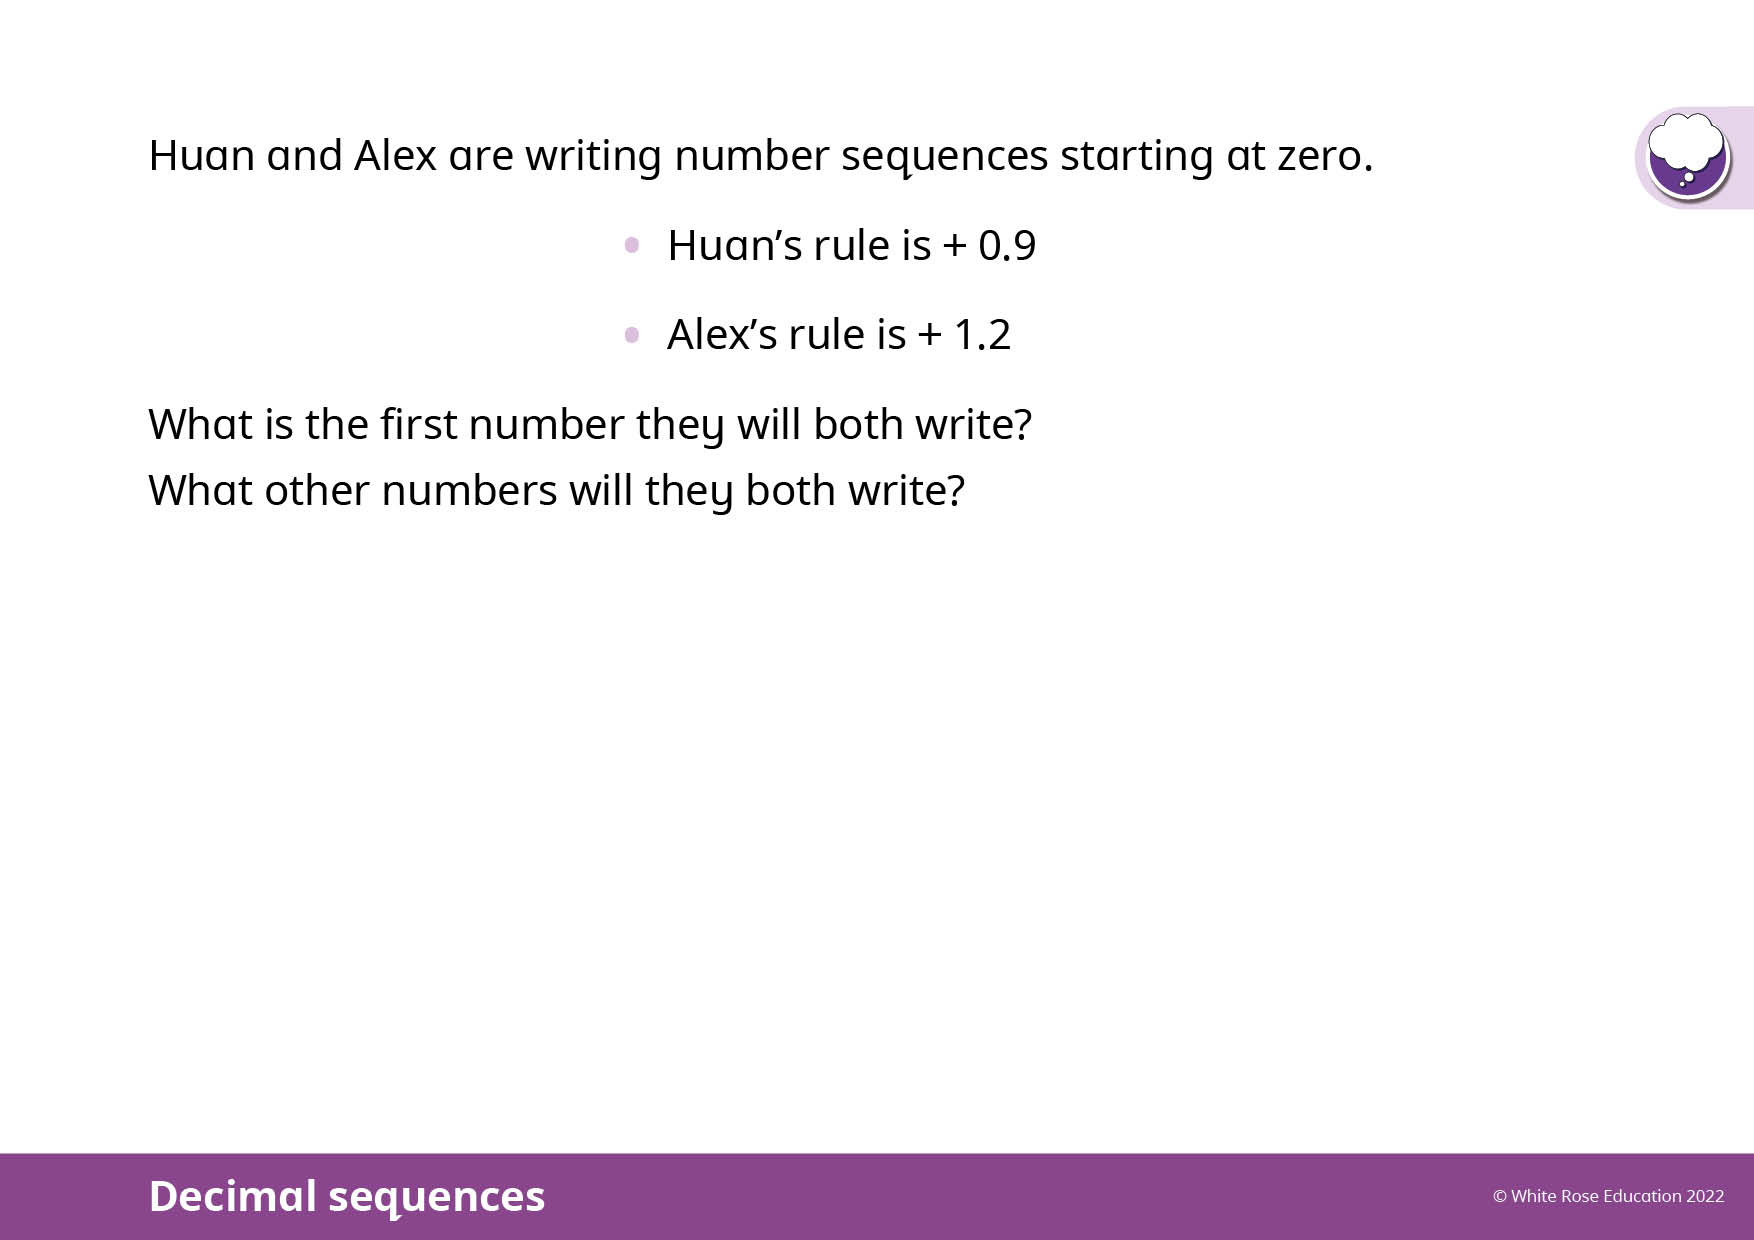 Huan and Alex are writing number sequences starting at zero.
• Huan’s rule is + 0.9
• Alex’s rule is + 1.2
What is the first number they will both write?
What other numbers will they both write?
Decimal sequences
© White Rose Education 2022